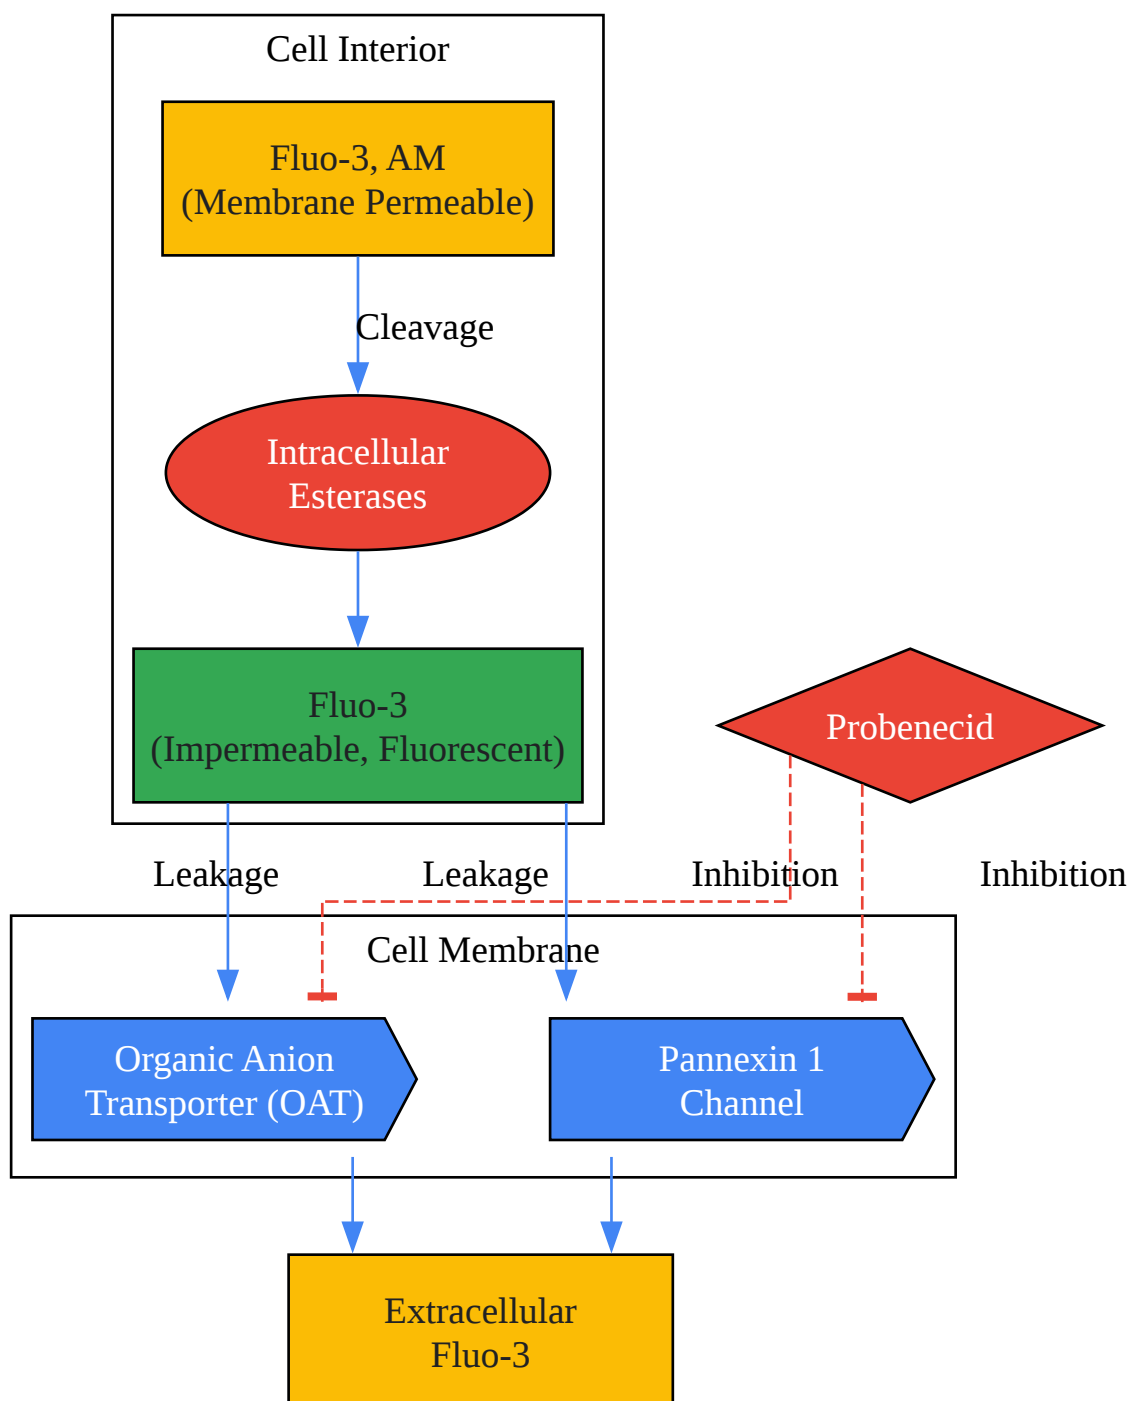 Cell Interior
Fluo-3, AM
(Membrane Permeable)
Cleavage
Intracellular
Esterases
Fluo-3
(Impermeable, Fluorescent)
Probenecid
Leakage
Leakage
Inhibition
Inhibition
Cell Membrane
Organic Anion
Transporter (OAT)
Pannexin 1
Channel
Extracellular
Fluo-3